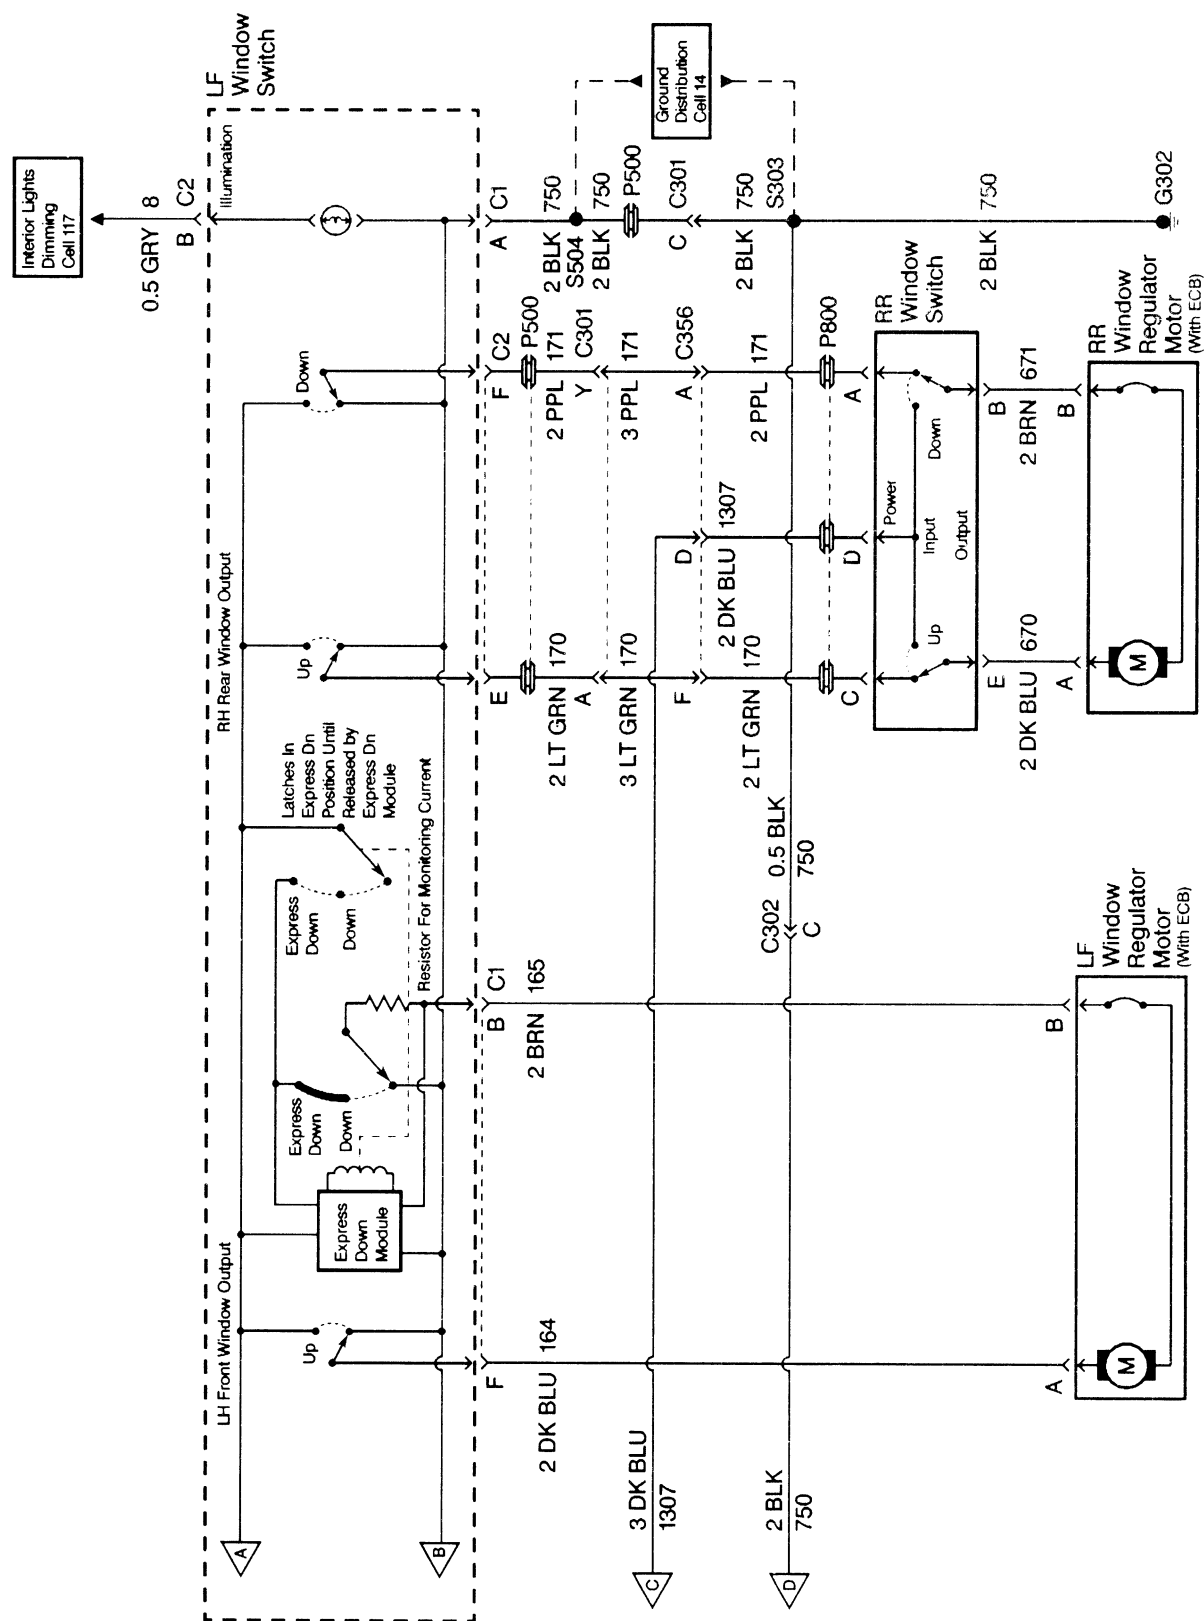 Interior Lights
Dimming
Cell 117
0.5 GRY 8
B C2
LF
Window
Switch
Illumination
RH Rear Window Output
LH Front Window Output
Down
Up
Latches In
Express Dn
Position Until
Released by
Express Dn
Module
Express
Down
Down
Resistor For Monitoring Current
Express
Down
Down
Express
Down
Module
Up
A
B
A C1
2 BLK 750
S504
2 BLK 750
P500
C C301
2 BLK 750
S303
Ground
Distribution
Cell 14
2 BLK 750
G302
F C2
P500
2 PPL 171
Y C301
3 PPL 171
A C356
2 PPL 171
P800
A
E
2 LT GRN 170
A
3 LT GRN 170
F
2 LT GRN 170
C
D
2 DK BLU 1307
D
RR
Window
Switch
Power
Input
Output
Up
Down
B
2 BRN 671
B
E
2 DK BLU 670
A
RR
Window
Regulator
Motor
(With ECB)
M
B C1
2 BRN 165
B
F
2 DK BLU 164
A
0.5 BLK
750
C302
C
LF
Window
Regulator
Motor
(With ECB)
M
3 DK BLU
1307
C
2 BLK
750
D